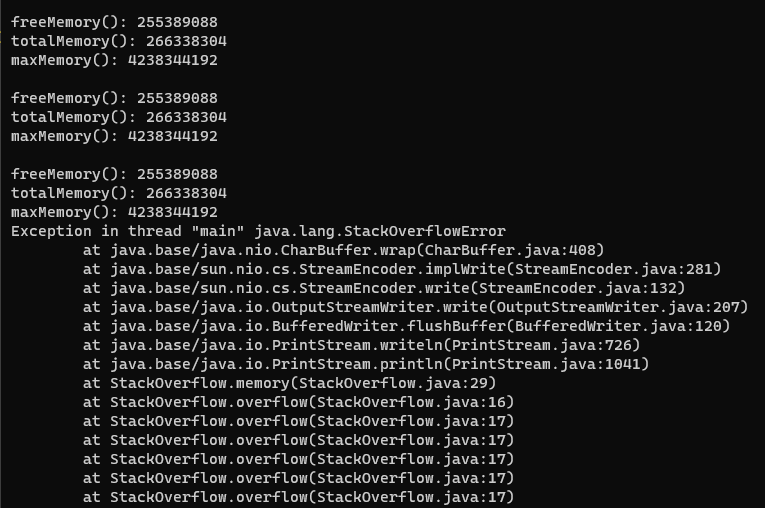 freeMemory(): 255389088
totalMemory(): 266338304
maxMemory(): 4238344192

freeMemory(): 255389088
totalMemory(): 266338304
maxMemory(): 4238344192

freeMemory(): 255389088
totalMemory(): 266338304
maxMemory(): 4238344192
Exception in thread "main" java.lang.StackOverflowError
        at java.base/java.nio.CharBuffer.wrap(CharBuffer.java:408)
        at java.base/sun.nio.cs.StreamEncoder.implWrite(StreamEncoder.java:281)
        at java.base/sun.nio.cs.StreamEncoder.write(StreamEncoder.java:132)
        at java.base/java.io.OutputStreamWriter.write(OutputStreamWriter.java:207)
        at java.base/java.io.BufferedWriter.flushBuffer(BufferedWriter.java:120)
        at java.base/java.io.PrintStream.writeln(PrintStream.java:726)
        at java.base/java.io.PrintStream.println(PrintStream.java:1041)
        at StackOverflow.memory(StackOverflow.java:29)
        at StackOverflow.overflow(StackOverflow.java:16)
        at StackOverflow.overflow(StackOverflow.java:17)
        at StackOverflow.overflow(StackOverflow.java:17)
        at StackOverflow.overflow(StackOverflow.java:17)
        at StackOverflow.overflow(StackOverflow.java:17)
        at StackOverflow.overflow(StackOverflow.java:17)